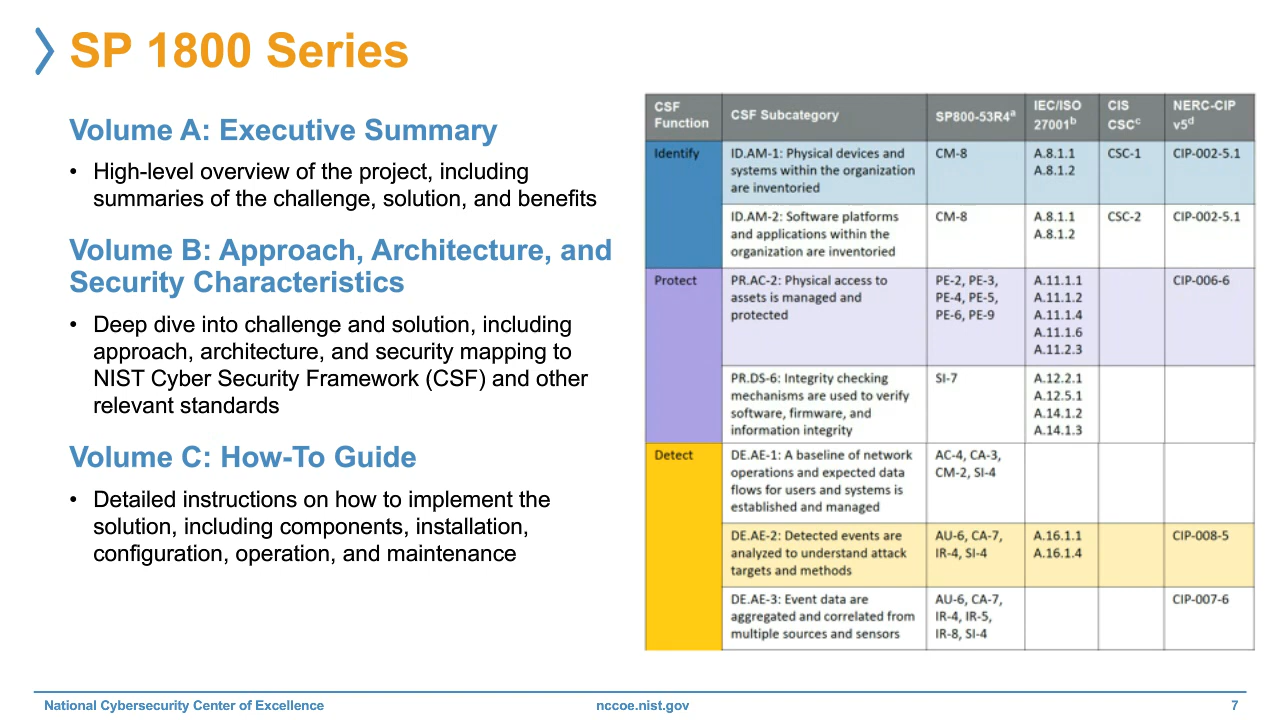 SP 1800 Series
Volume A: Executive Summary
• High-level overview of the project, including
summaries of the challenge, solution, and benefits
Volume B: Approach, Architecture, and
Security Characteristics
• Deep dive into challenge and solution, including
approach, architecture, and security mapping to
NIST Cyber Security Framework (CSF) and other
relevant standards
Volume C: How-To Guide
• Detailed instructions on how to implement the
solution, including components, installation,
configuration, operation, and maintenance
CSF
Function
CSF Subcategory
SP800-53R4a
IEC/ISO
27001b
CIS
CSCc
NERC-CIP
v5d
Identify
ID.AM-1: Physical devices and
systems within the organization
are inventoried
CM-8
A.8.1.1
A.8.1.2
CSC-1
CIP-002-5.1
ID.AM-2: Software platforms
and applications within the
organization are inventoried
CM-8
A.8.1.1
A.8.1.2
CSC-2
CIP-002-5.1
Protect
PR.AC-2: Physical access to
assets is managed and
protected
PE-2, PE-3,
PE-4, PE-5,
PE-6, PE-9
A.11.1.1
A.11.1.2
A.11.1.4
A.11.1.6
A.11.2.3
CIP-006-6
PR.DS-6: Integrity checking
mechanisms are used to verify
software, firmware, and
information integrity
SI-7
A.12.2.1
A.12.5.1
A.14.1.2
A.14.1.3
Detect
DE.AE-1: A baseline of network
operations and expected data
flows for users and systems is
established and managed
AC-4, CA-3,
CM-2, SI-4
DE.AE-2: Detected events are
analyzed to understand attack
targets and methods
AU-6, CA-7,
IR-4, SI-4
A.16.1.1
A.16.1.4
CIP-008-5
DE.AE-3: Event data are
aggregated and correlated from
multiple sources and sensors
AU-6, CA-7,
IR-4, IR-5,
IR-8, SI-4
CIP-007-6
National Cybersecurity Center of Excellence
nccoe.nist.gov
7